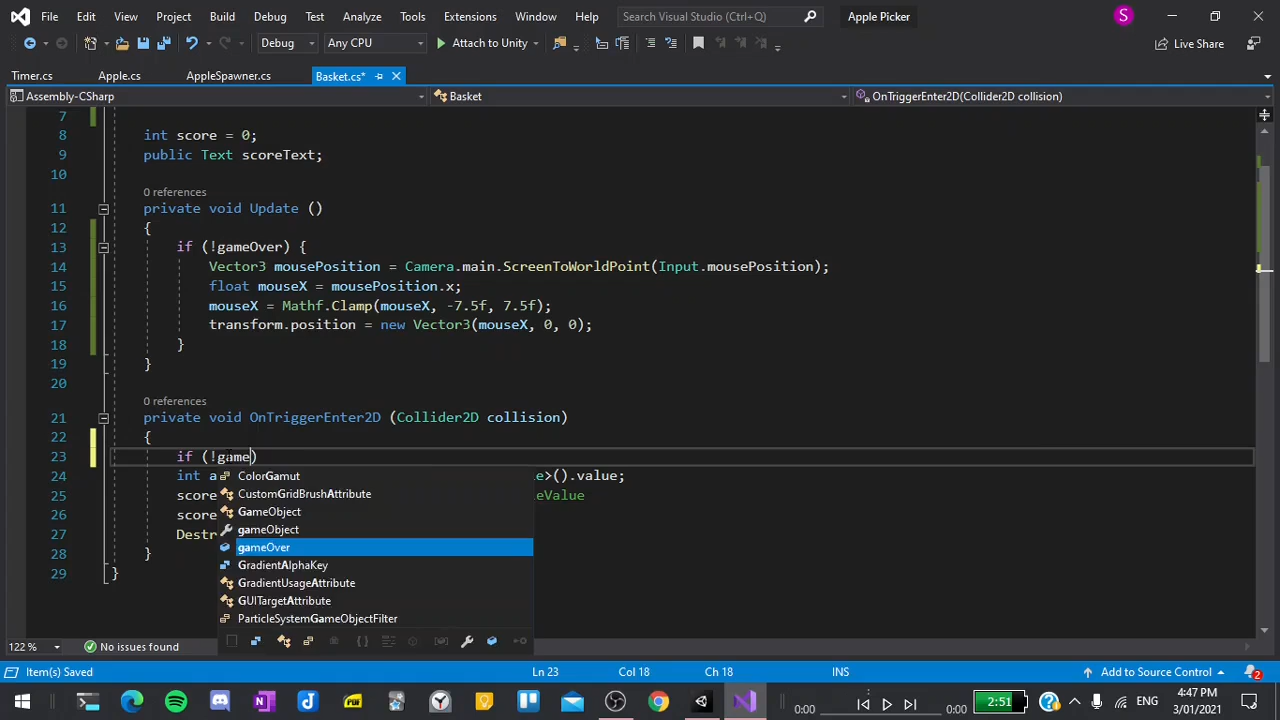 File Edit View Project Build Debug Test Analyze Tools Extensions Window Help Search Visual Studio (Ctrl+Q) Apple Picker S
Debug Any CPU Attach to Unity Live Share
Timer.cs Apple.cs AppleSpawner.cs Basket.cs*
Assembly-CSharp Basket OnTriggerEnter2D(Collider2D collision)
7
8 int score = 0;
9 public Text scoreText;
10
0 references
11 private void Update ()
12 {
13 if (!gameOver) {
14 Vector3 mousePosition = Camera.main.ScreenToWorldPoint(Input.mousePosition);
15 float mouseX = mousePosition.x;
16 mouseX = Mathf.Clamp(mouseX, -7.5f, 7.5f);
17 transform.position = new Vector3(mouseX, 0, 0);
18 }
19 }
20
0 references
21 private void OnTriggerEnter2D (Collider2D collision)
22 {
23 if (!game)
24 int a ColorGamut e>().value;
25 score CustomGridBrushAttribute eValue
26 score GameObject
gameObject
27 Destr
28 } gameOver
29 } GradientAlphaKey
GradientUsageAttribute
GUITargetAttribute
ParticleSystemGameObjectFilter
122 % No issues found
Item(s) Saved Ln 23 Col 18 Ch 18 INS Add to Source Control 2
0:00 0:00 2:51 ENG 4:47 PM
3/01/2021